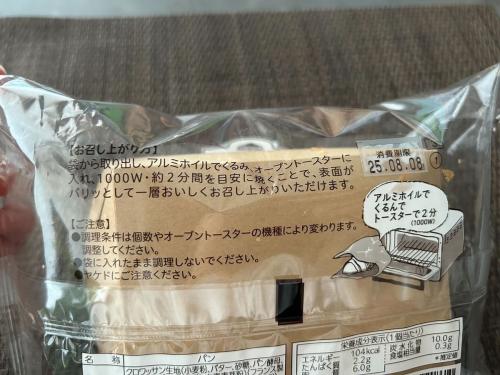 【お召し上がり方】
袋から取り出し、アルミホイルでくるみ、オーブントースターに
入れ、1000W・約2分間を目安に焼くことで、表面が
パリッとして一層おいしくお召し上がりいただけます。
【ご注意】
●調理条件は個数やオーブントースターの機種により変わります。
調整してください。
●袋に入れたまま調理しないでください。
●ヤケドにご注意ください。
消費期限
25.08.08
アルミホイルで
くるんで
トースターで2分
(1000W)
名称 パン
クロワッサン生地(小麦粉、バター、砂糖、パン酵母、
栄養成分表示(1個当たり)
エネルギー 104kcal 炭水化物 10.0g
たんぱく質 2.2g 食塩相当量 0.3g
6.0g *推定値